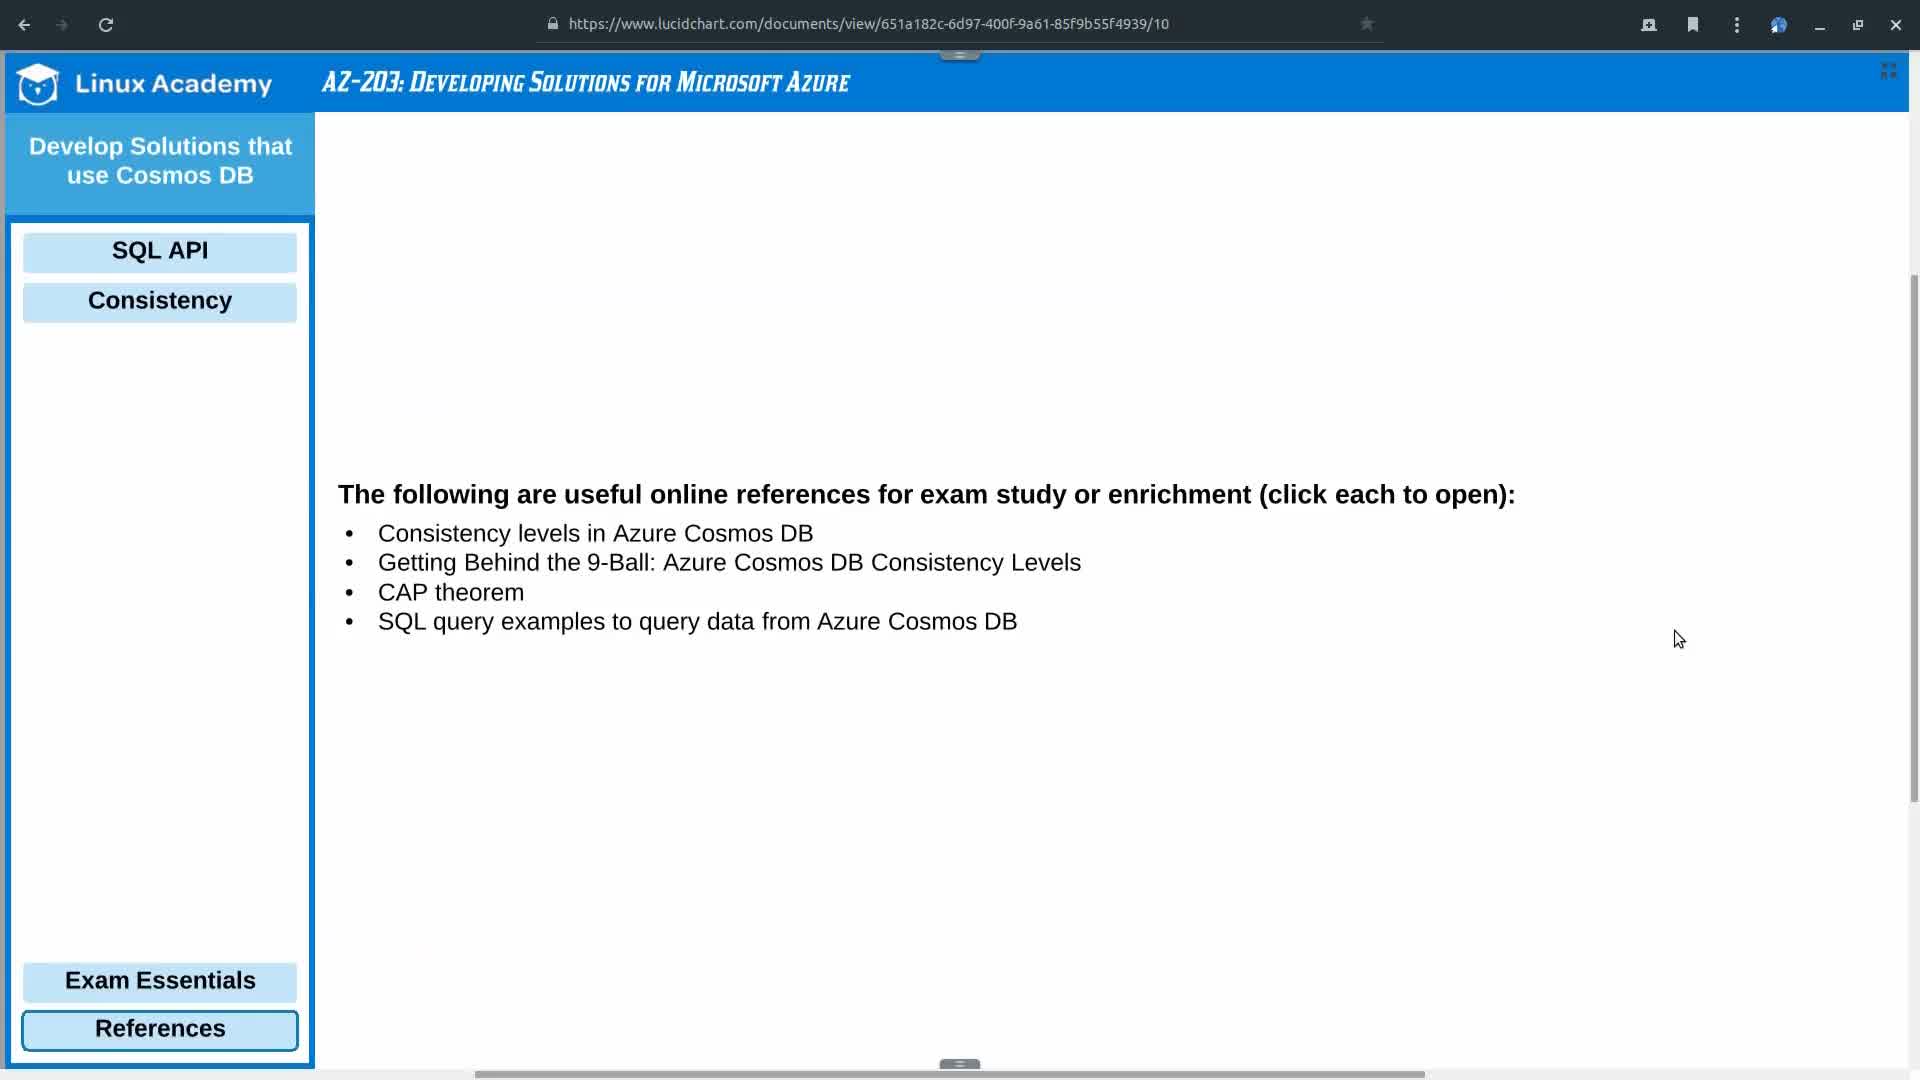 https://www.lucidchart.com/documents/view/651a182c-6d97-400f-9a61-85f9b55f4939/10
Linux Academy
AZ-203: Developing Solutions for Microsoft Azure
Develop Solutions that
use Cosmos DB
SQL API
Consistency
The following are useful online references for exam study or enrichment (click each to open):
• Consistency levels in Azure Cosmos DB
• Getting Behind the 9-Ball: Azure Cosmos DB Consistency Levels
• CAP theorem
• SQL query examples to query data from Azure Cosmos DB
Exam Essentials
References